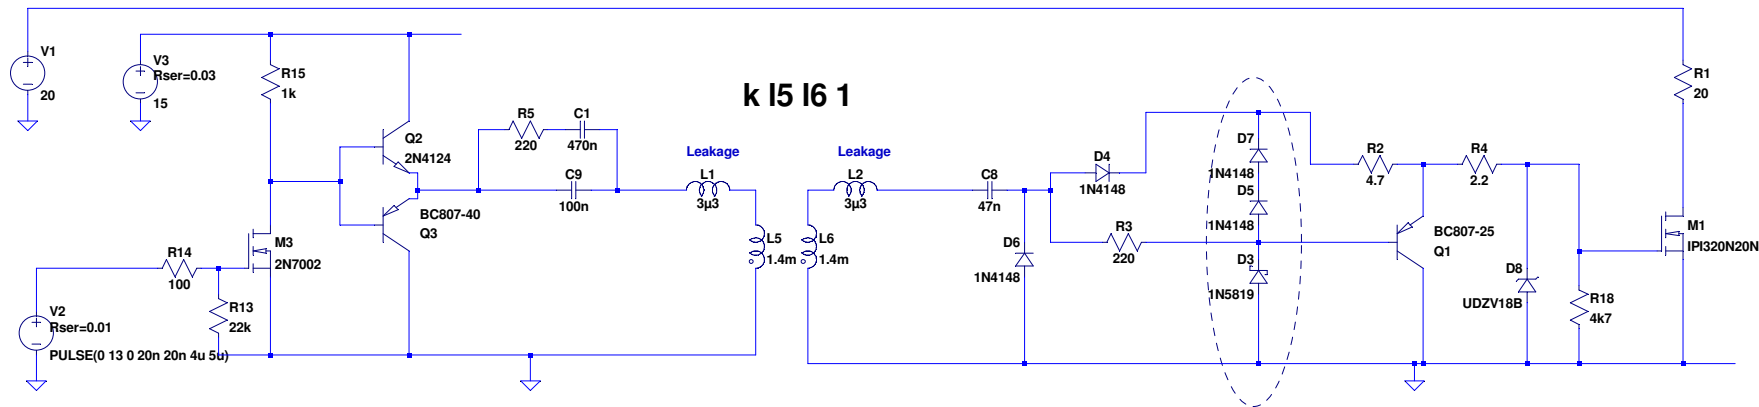 V1
20
V3
Rser=0.03
15
R15
1k
Q2
2N4124
BC807-40
Q3
M3
2N7002
R14
100
R13
22k
V2
Rser=0.01
PULSE(0 13 0 20n 20n 4u 5u)
R5
220
C1
470n
C9
100n
k l5 l6 1
Leakage
L1
3µ3
L5
1.4m
Leakage
L2
3µ3
L6
1.4m
C8
47n
D6
1N4148
D4
1N4148
R3
220
D7
1N4148
D5
1N4148
D3
1N5819
R2
4.7
R4
2.2
BC807-25
Q1
D8
UDZV18B
R18
4k7
R1
20
M1
IPI320N20N